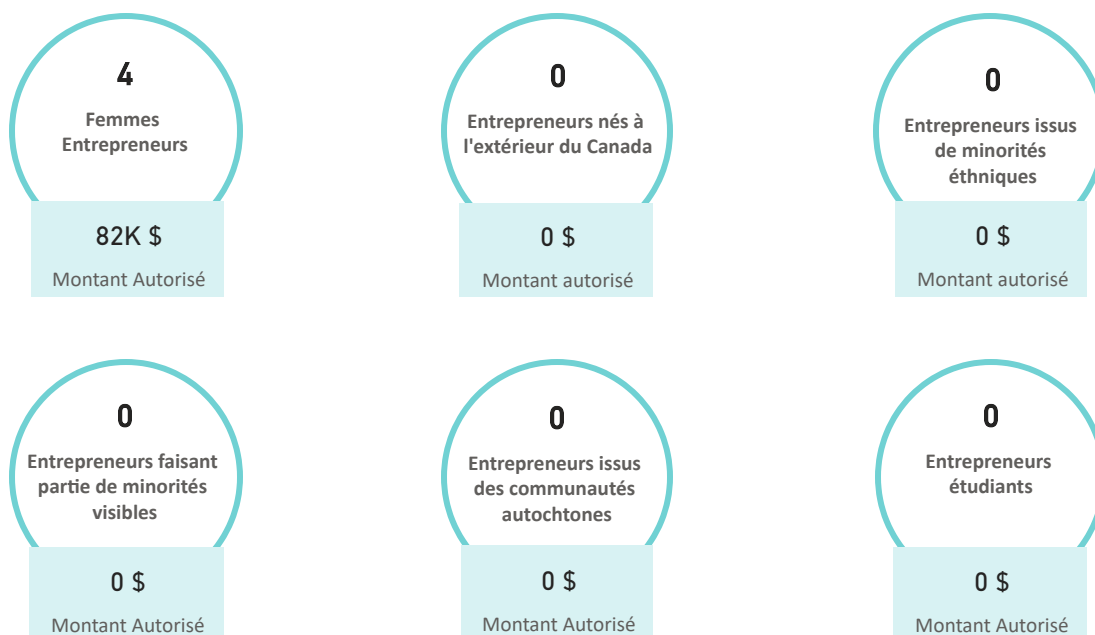 4
Femmes
Entrepreneurs
82K $
Montant Autorisé
0
Entrepreneurs nés à
l'extérieur du Canada
0 $
Montant autorisé
0
Entrepreneurs issus
de minorités
éthniques
0 $
Montant autorisé
0
Entrepreneurs faisant
partie de minorités
visibles
0 $
Montant Autorisé
0
Entrepreneurs issus
des communautés
autochtones
0 $
Montant Autorisé
0
Entrepreneurs
étudiants
0 $
Montant Autorisé